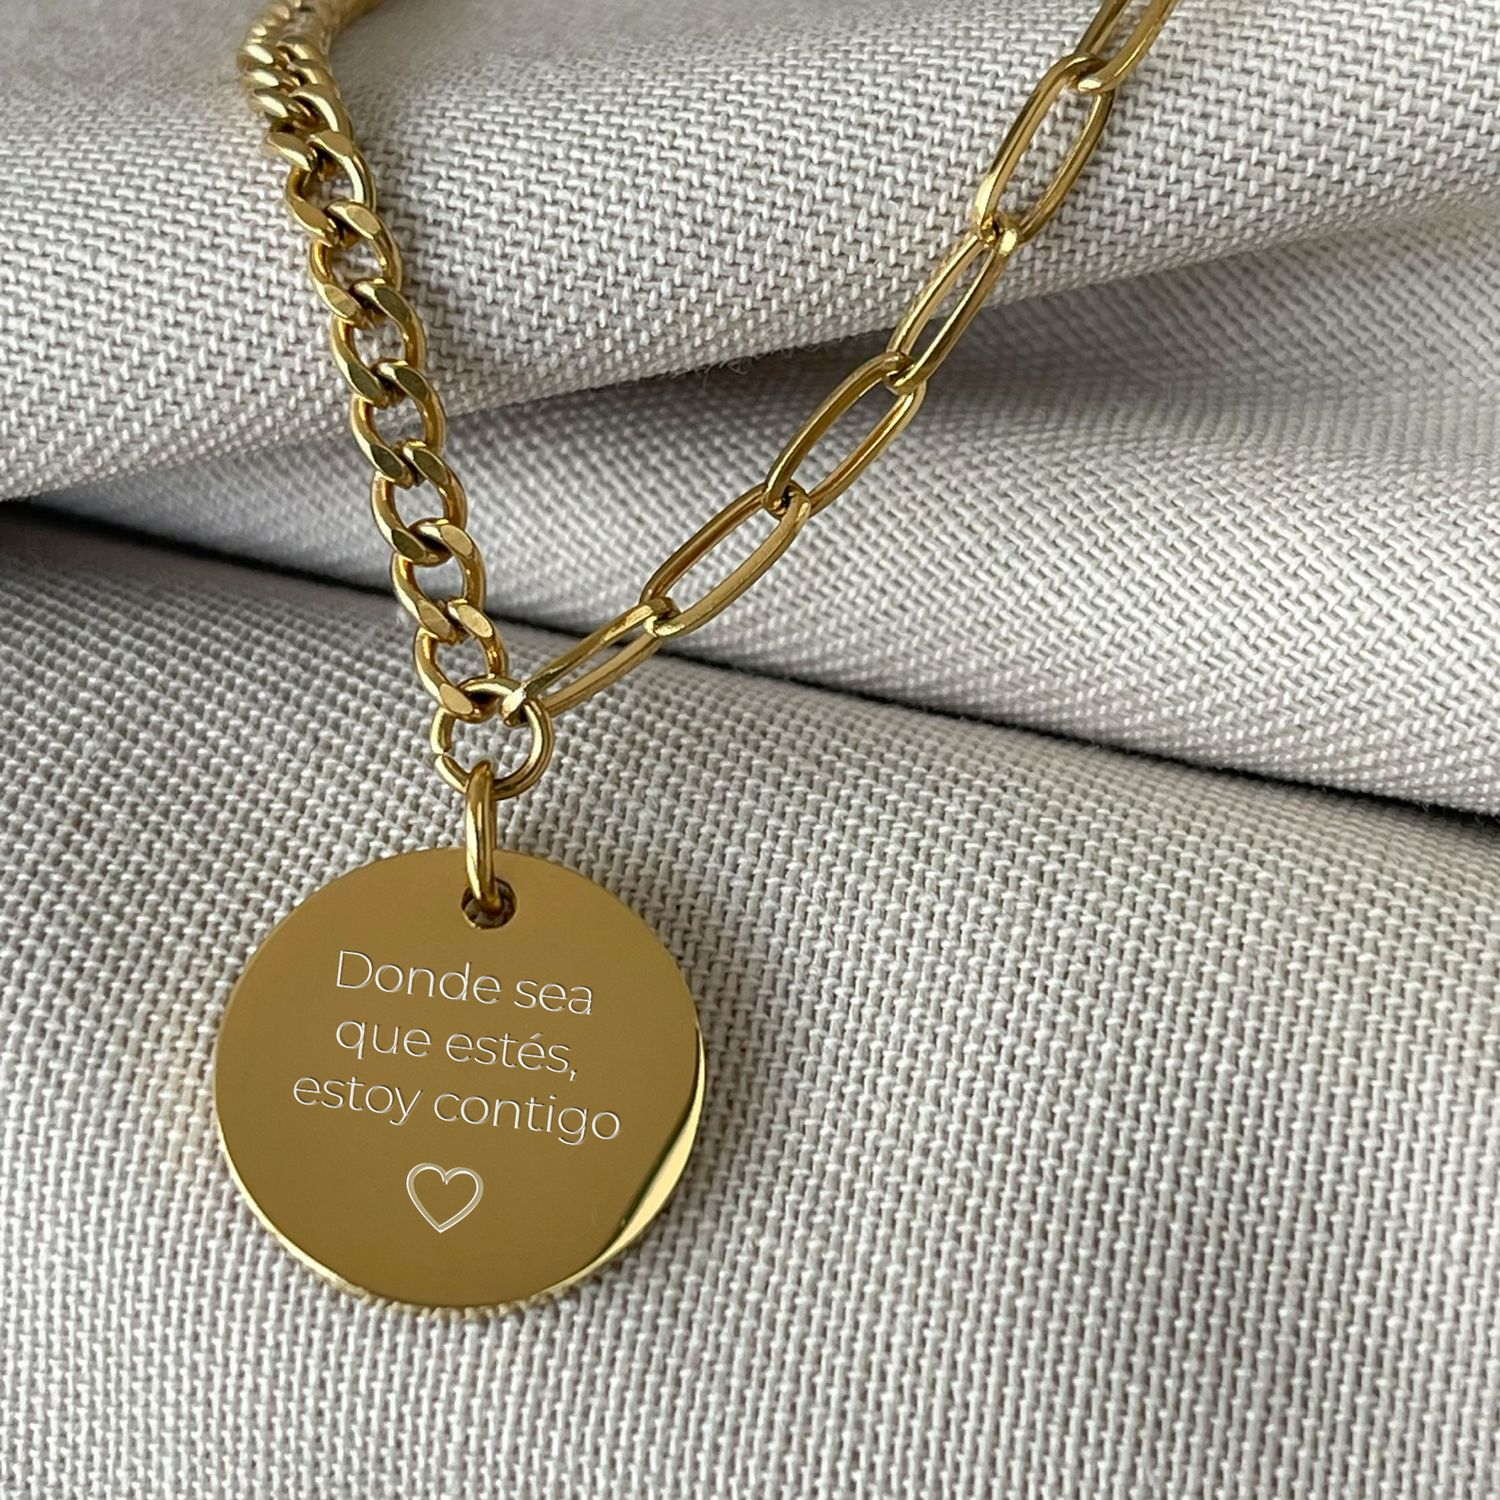 Donde sea
que estés,
estoy contigo